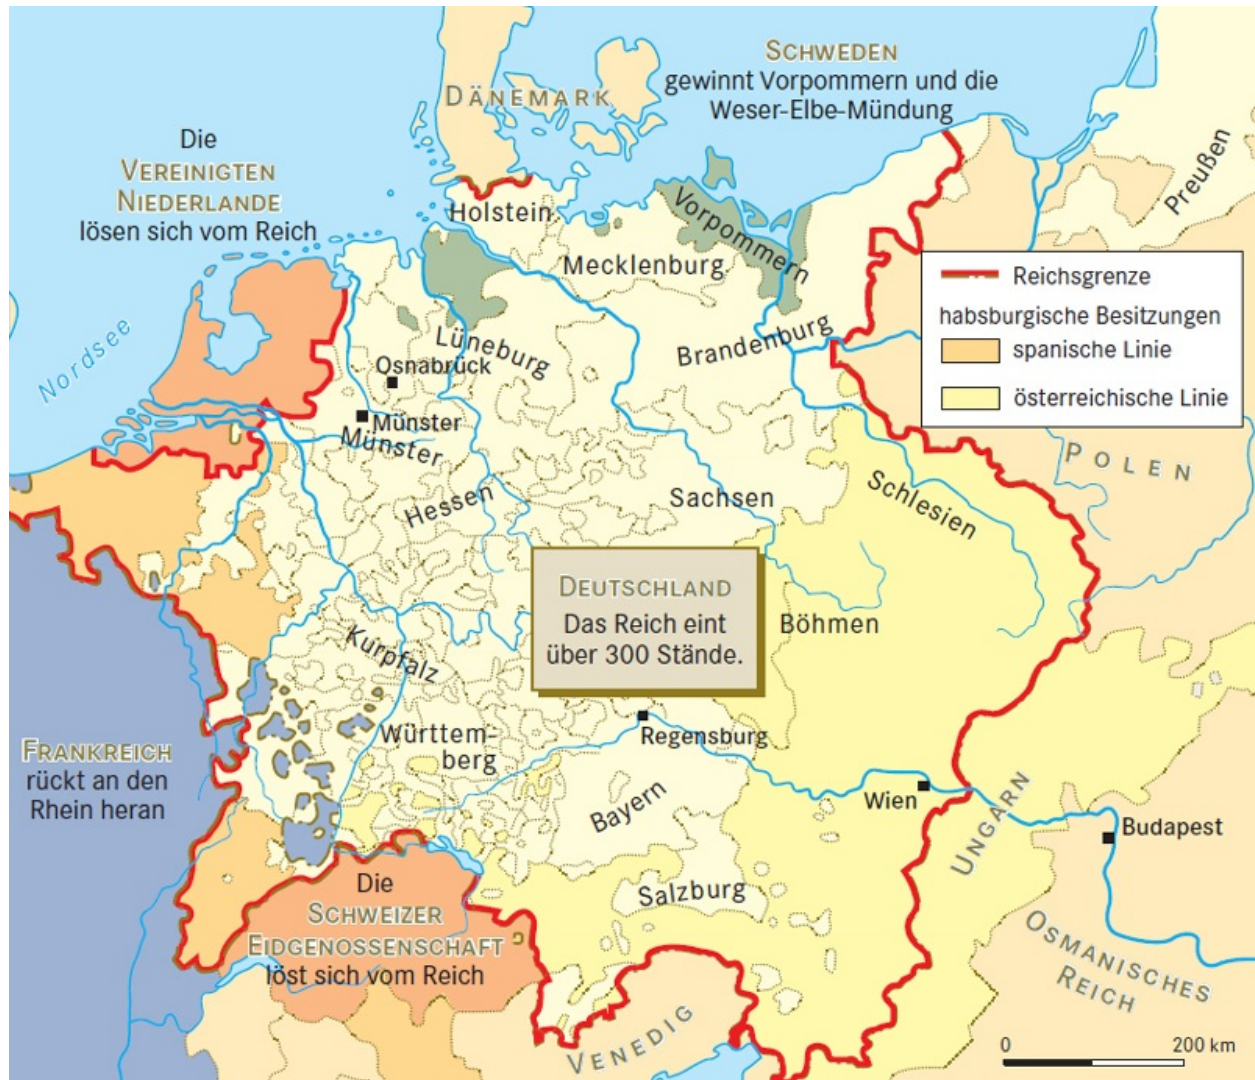 SCHWEDEN
gewinnt Vorpommern und die
Weser-Elbe-Mündung
DÄNEMARK
Die
VEREINIGTEN
NIEDERLANDE
lösen sich vom Reich
Preußen
Holstein
Vorpommern
Mecklenburg
Nordsee
Reichsgrenze
habsburgische Besitzungen
spanische Linie
österreichische Linie
Lüneburg
Brandenburg
Osnabrück
Münster
Münster
POLEN
Hessen
Sachsen
Schlesien
DEUTSCHLAND
Das Reich eint
über 300 Stände.
Böhmen
Kurpfalz
FRANKREICH
rückt an den
Rhein heran
Württem-
berg
Regensburg
Bayern
Wien
UNGARN
Budapest
Die
SCHWEIZER
EIDGENOSSENSCHAFT
löst sich vom Reich
Salzburg
OSMANISCHES
REICH
VENEDIG
0 200 km